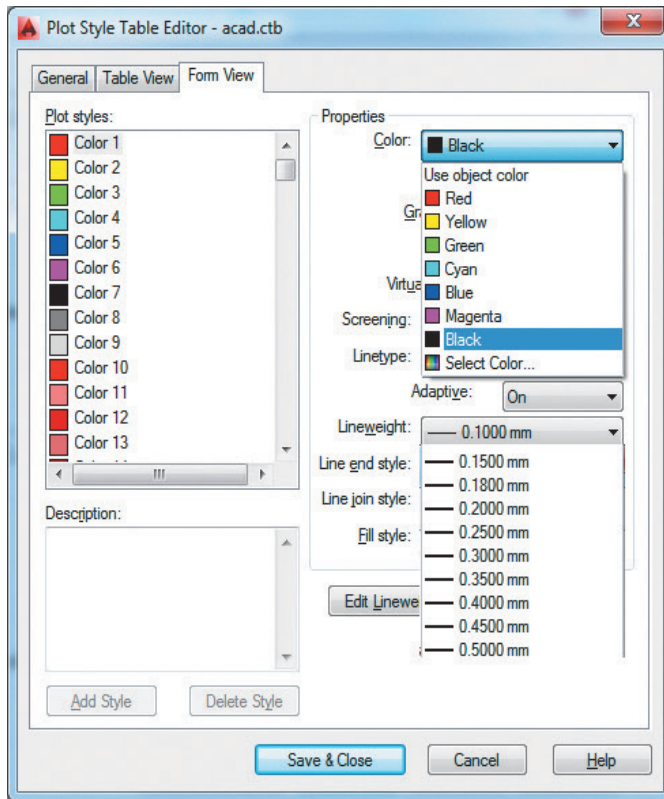 Plot Style Table Editor - acad.ctb
General Table View Form View
Plot styles:
Color 1
Color 2
Color 3
Color 4
Color 5
Color 6
Color 7
Color 8
Color 9
Color 10
Color 11
Color 12
Color 13
Description:
Add Style Delete Style
Properties
Color: Black
Use object color
Red
Yellow
Green
Cyan
Blue
Magenta
Black
Select Color...
Screening:
Linetype:
Adaptive: On
Lineweight: 0.1000 mm
0.1500 mm
0.1800 mm
0.2000 mm
0.2500 mm
0.3000 mm
0.3500 mm
0.4000 mm
0.4500 mm
0.5000 mm
Line end style:
Line join style:
Fill style:
Edit
Save & Close Cancel Help